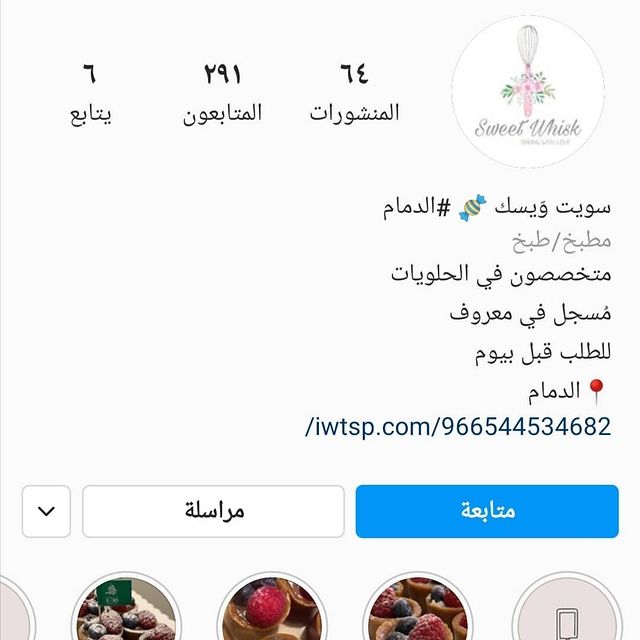 ٦٤ ٢٩١ ٦
المنشورات المتابعون يتابع
Sweet Whisk
BAKING WITH LOVE
سويت وَيسك 🍬 #الدمام
مطبخ/طبخ
متخصصون في الحلويات
مُسجل في معروف
للطلب قبل بيوم
📍الدمام
iwtsp.com/966544534682/
متابعة مراسلة